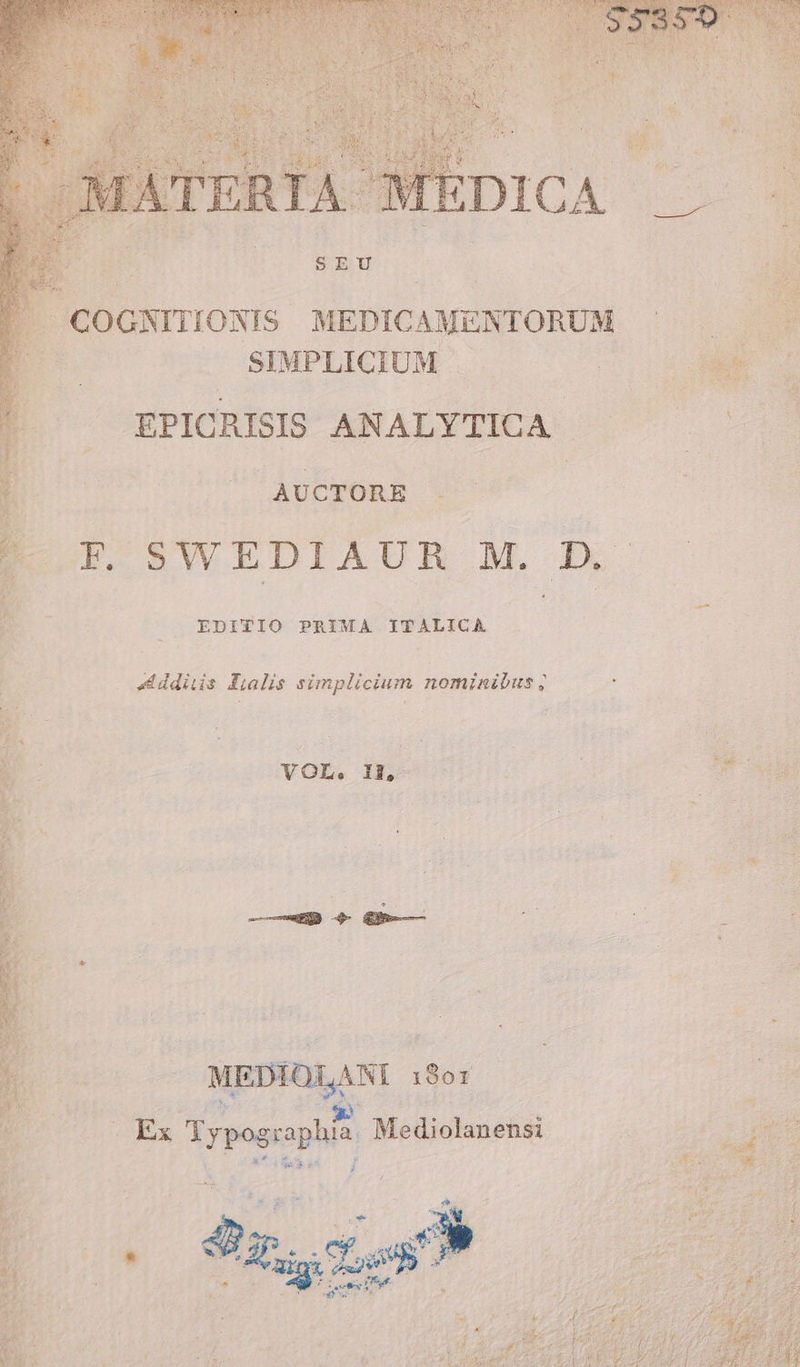 55350
MATERIA MEDICA
SEU
COGNITIONIS MEDICAMENTORUM
SIMPLICIUM
EPICRISIS ANALYTICA
AUCTORE
F. SWEDIAUR M. D.
EDITIO PRIMA ITALICA
Additis Italis simplicium nominibus;
VOL. II.
MEDIOLANI 1801
Ex Typographia Mediolanensi